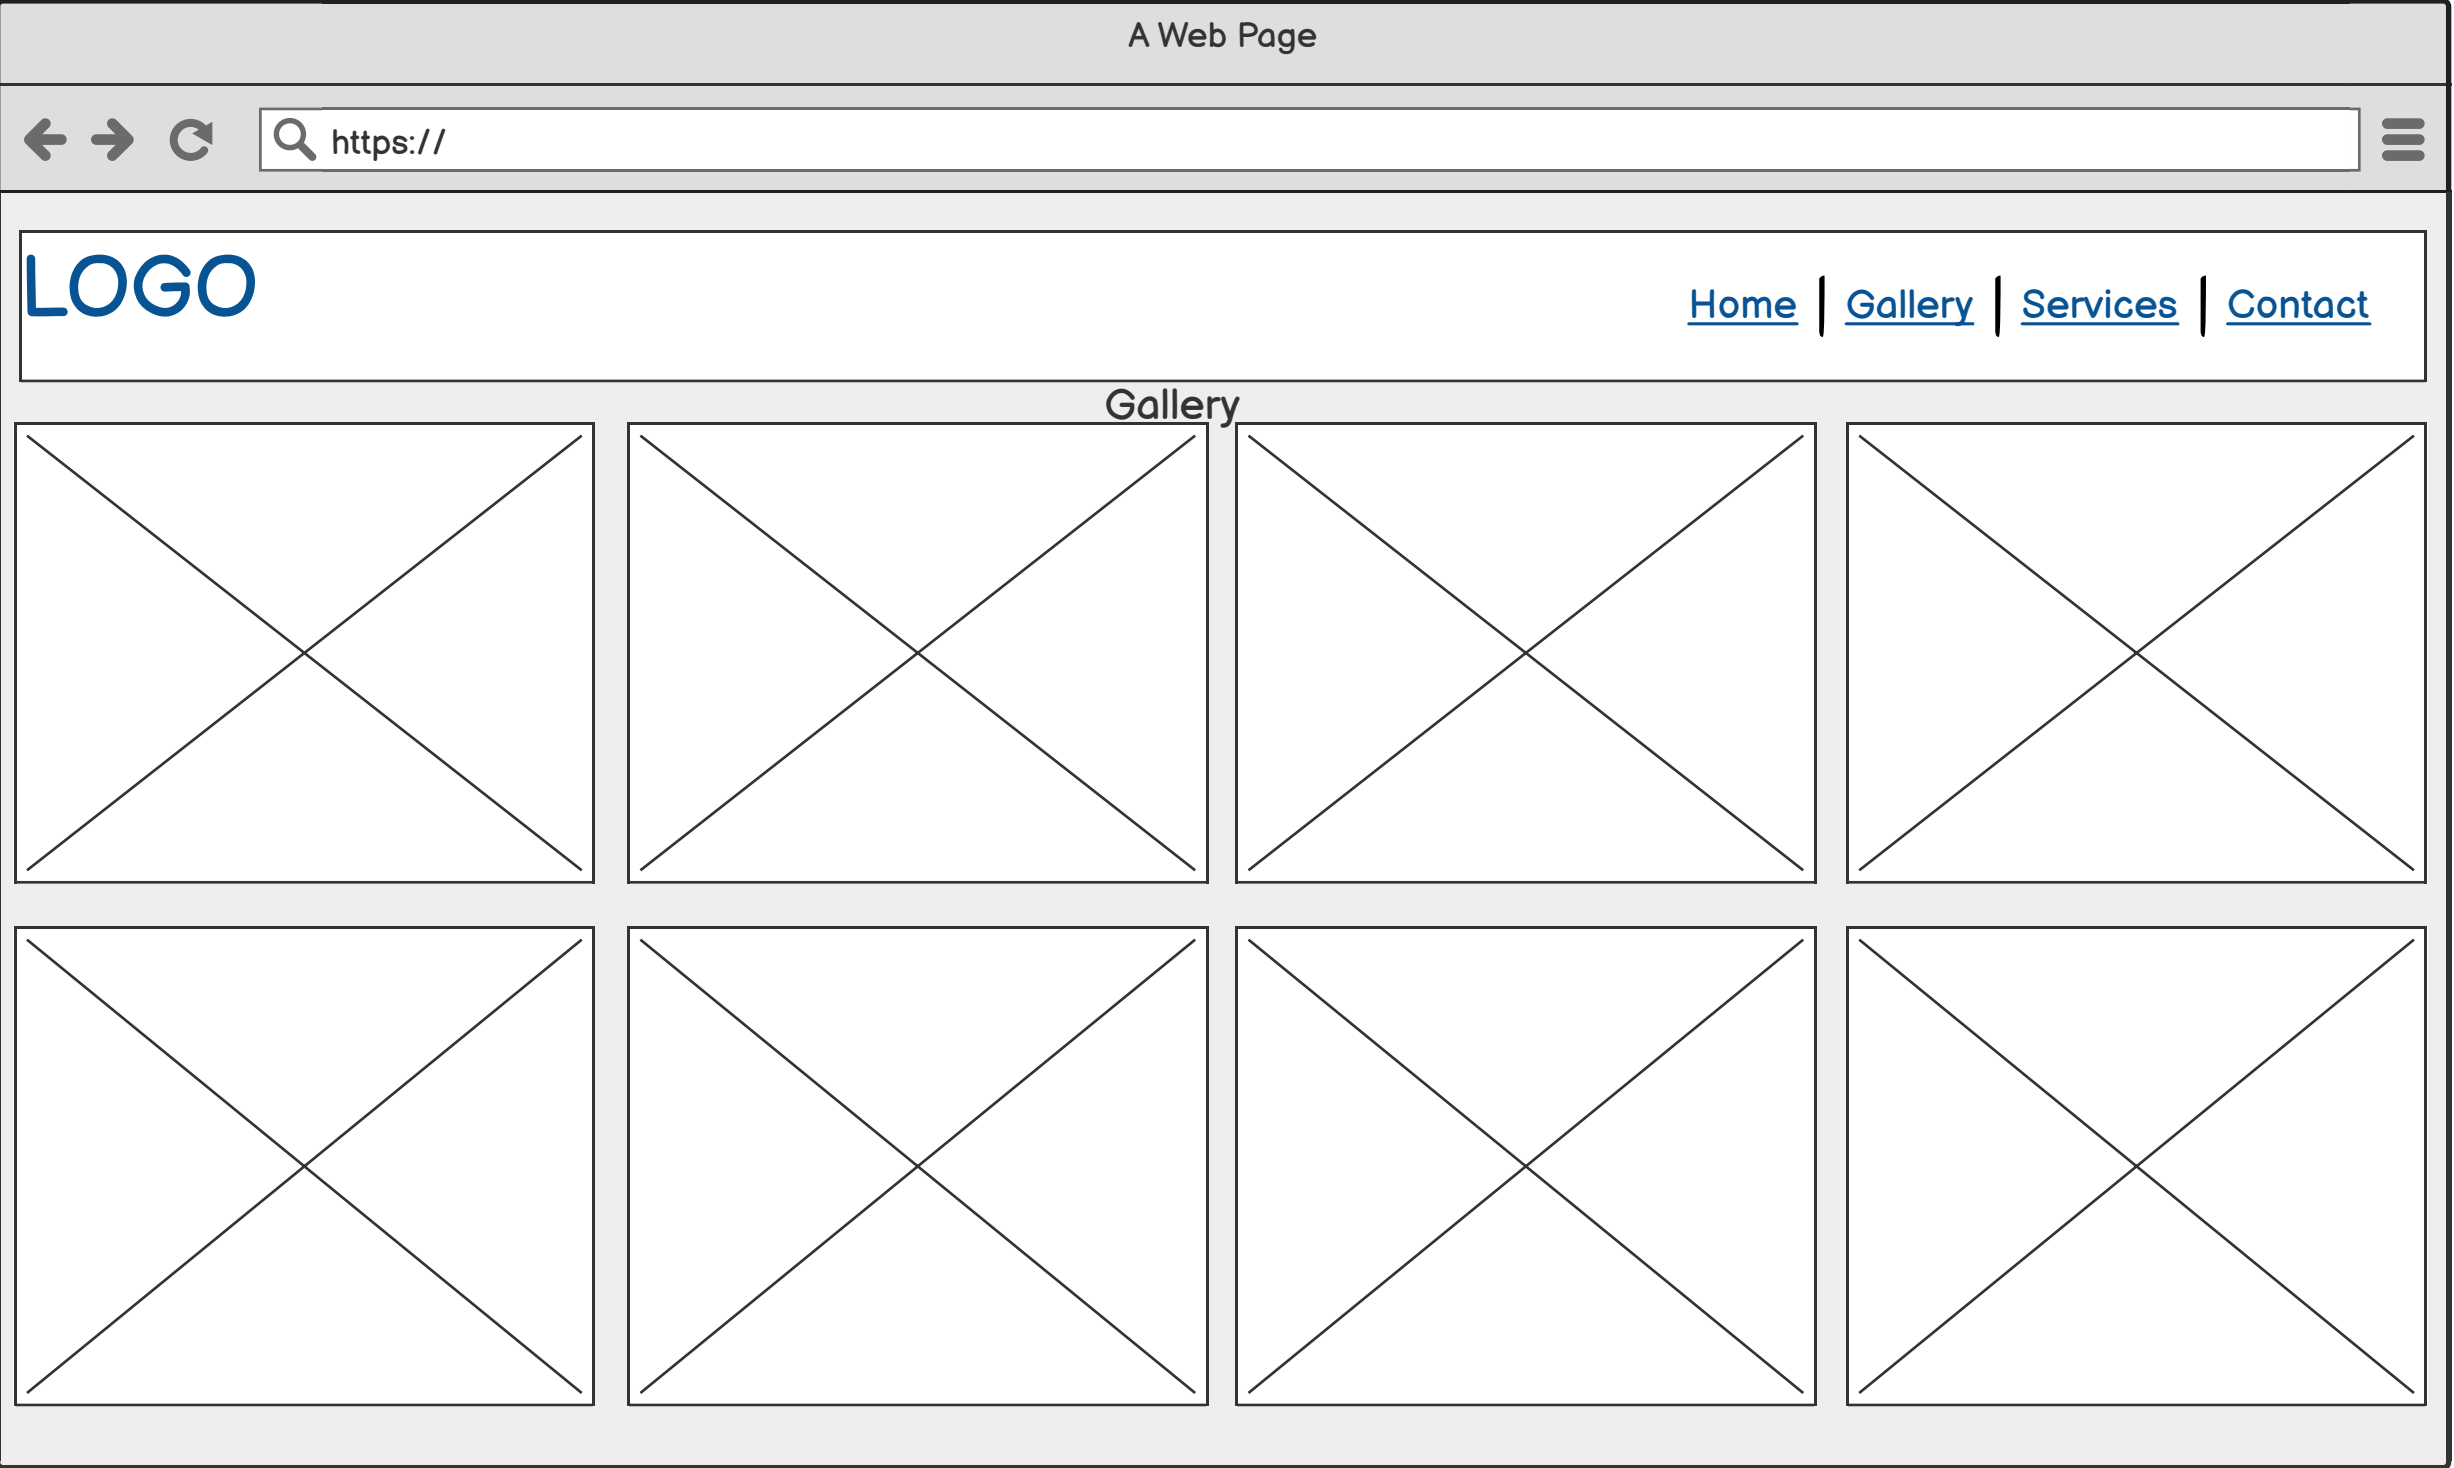 A Web Page
https://
LOGO
Home | Gallery | Services | Contact
Gallery